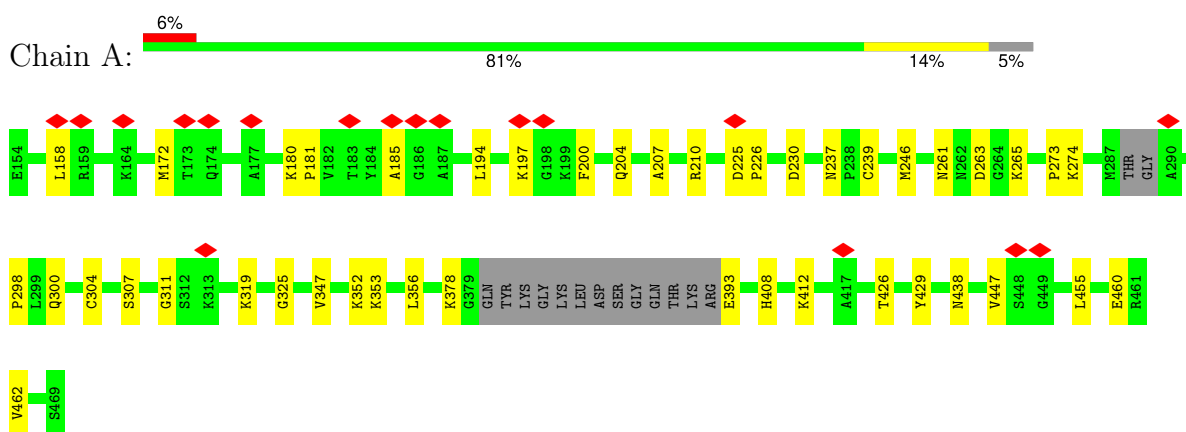 6%
Chain A:
81% 14% 5%
E154 L158 R159 K164 M172 T173 Q174 A177 K180 P181 V182 T183 Y184 A185 G186 A187 L194 K197 G198 K199 F200 Q204 A207 R210 D225 P226 D230 N237 P238 C239 M246 N261 N262 D263 G264 K265 P273 K274 M287 THR GLY A290
P298 L299 Q300 C304 S307 G311 S312 K313 K319 G325 V347 K352 K353 L356 K378 G379 GLN TYR LYS GLY LYS LEU ASP SER GLY GLN THR LYS ARG E393 H408 K412 A417 T426 Y429 N438 V447 S448 G449 L455 E460 R461
V462 S469